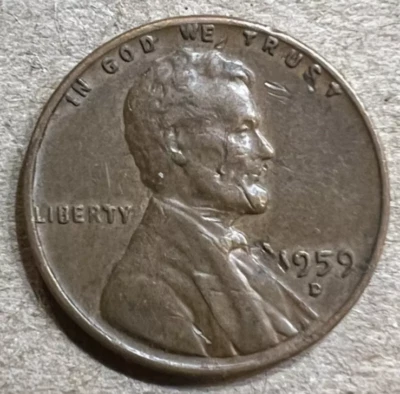 IN GOD WE TRUST
LIBERTY
1959
D